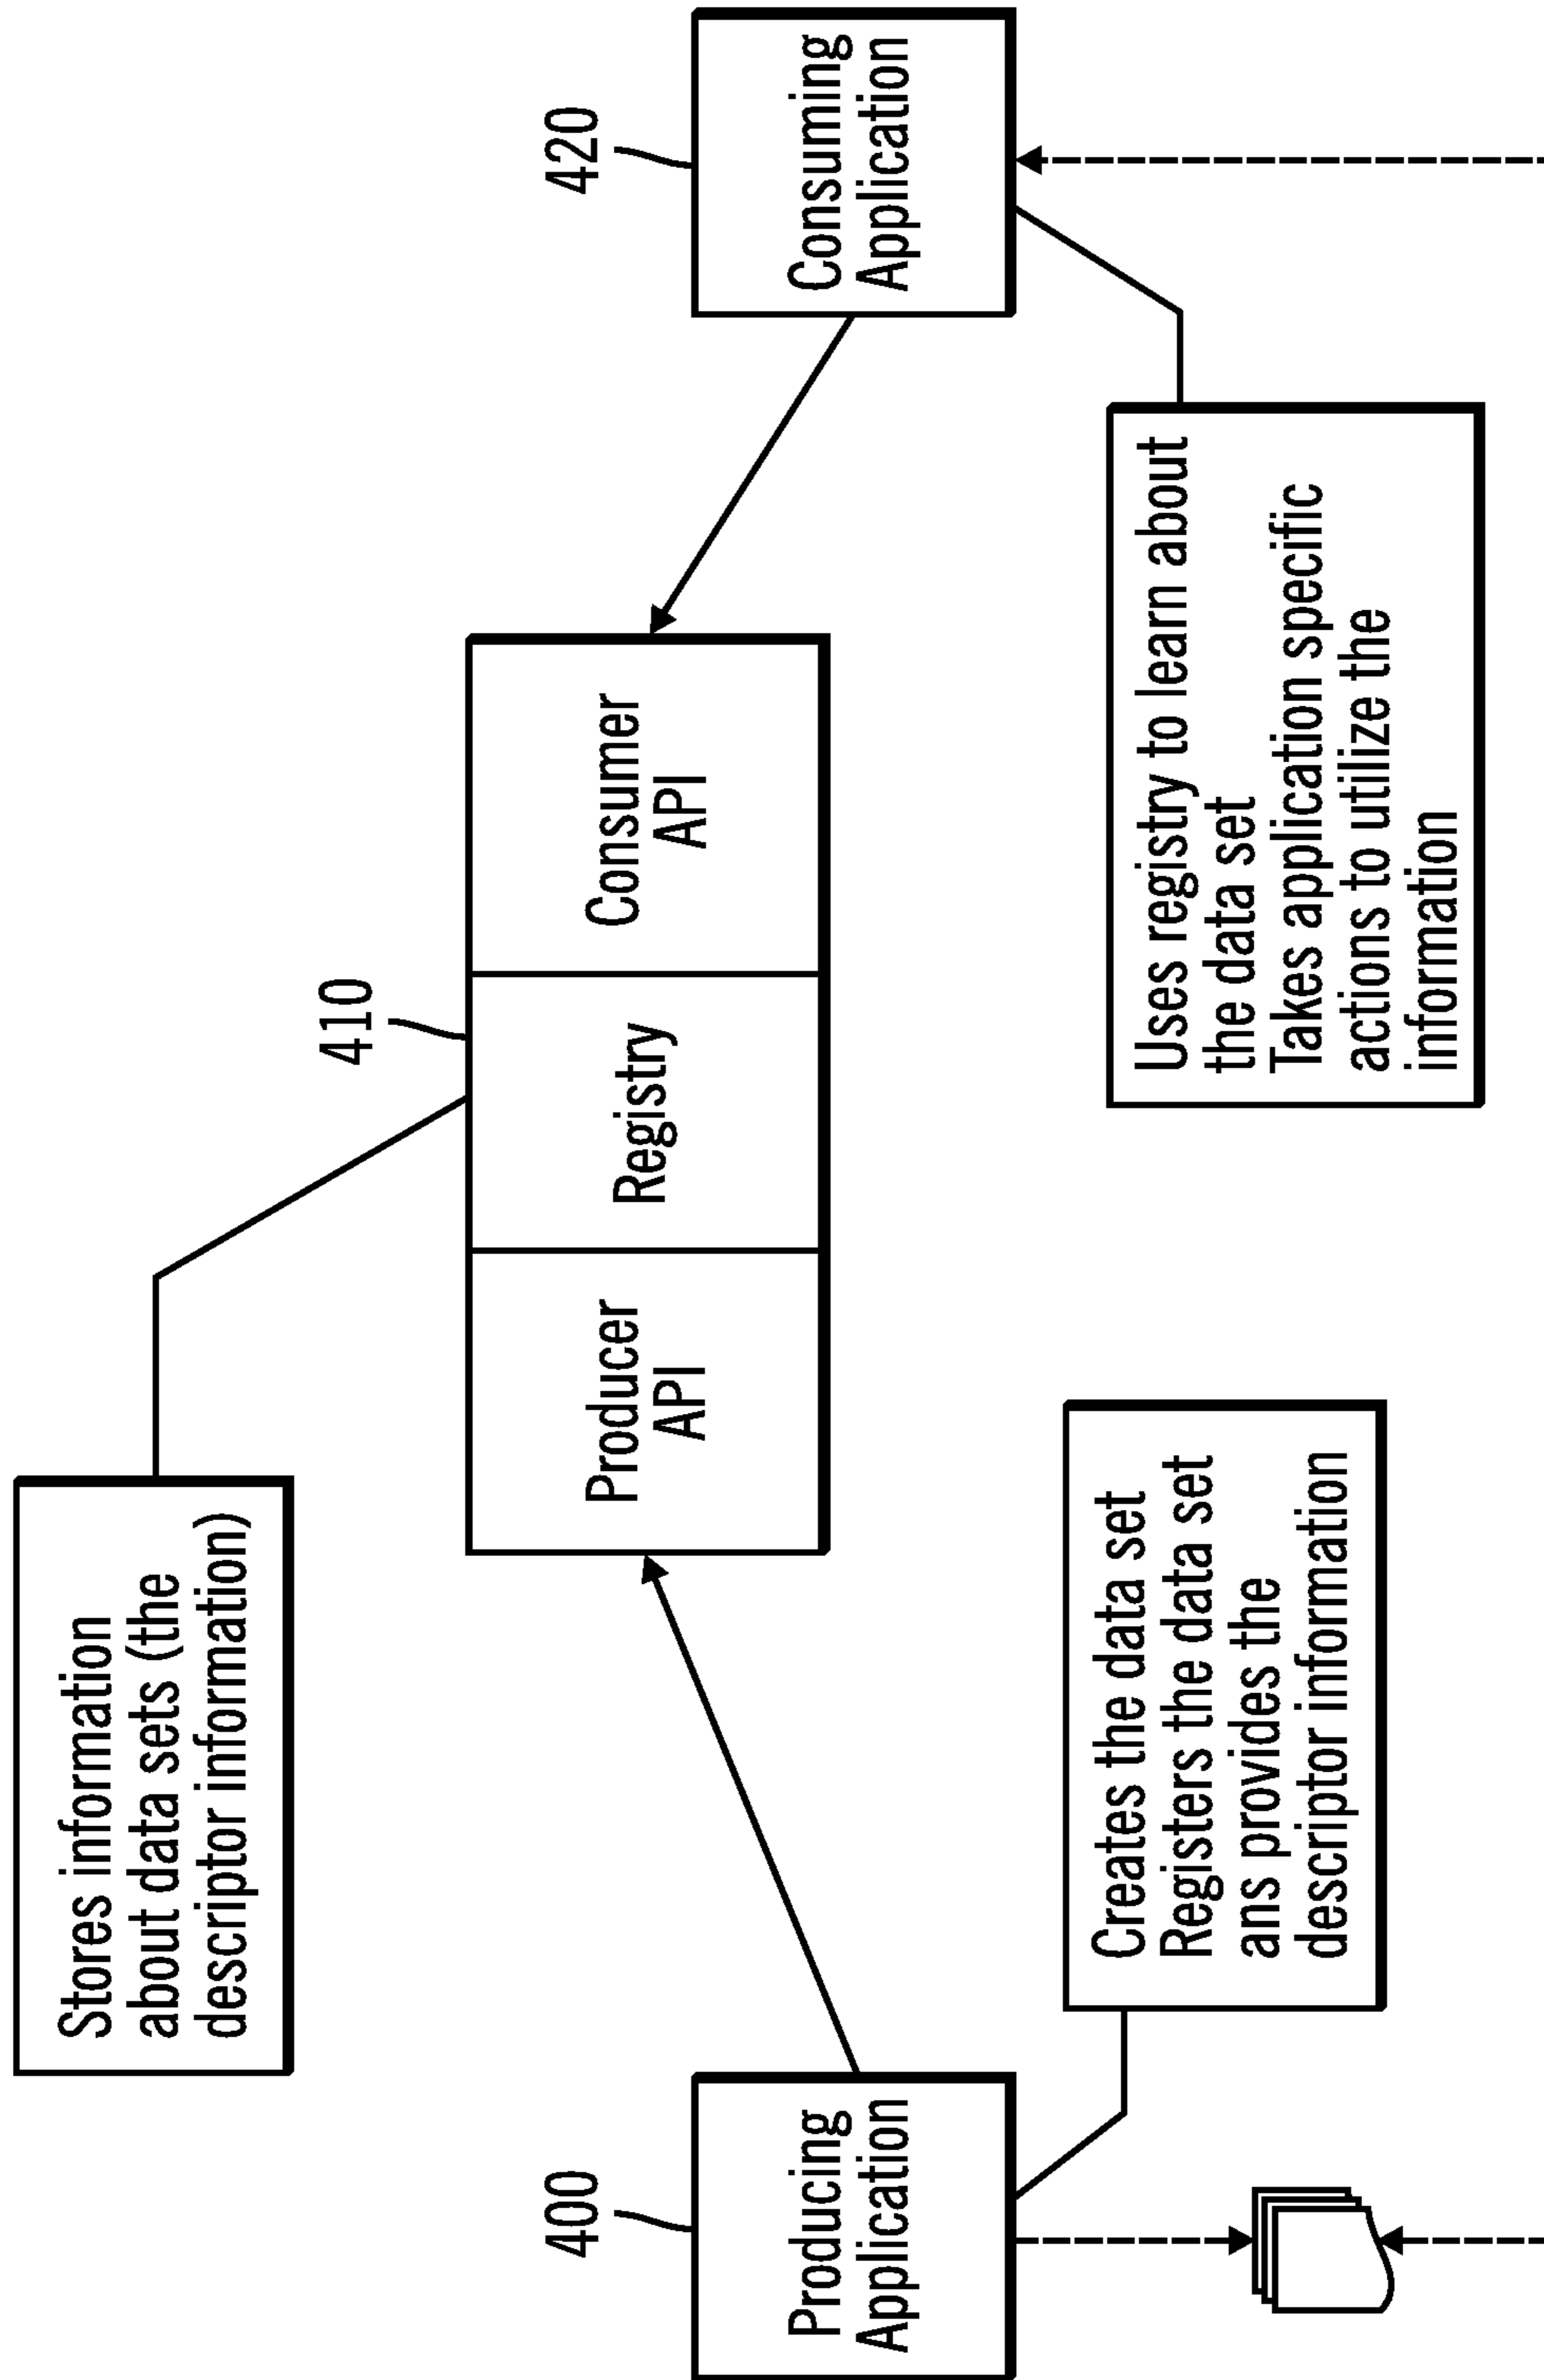 Stores information
about data sets (the
descriptor information)
410
Producer
API
Registry
Consumer
API
400
Producing
Application
420
Consuming
Application
Creates the data set
Registers the data set
ans provides the
descriptor information
Uses registry to learn about
the data set
Takes application specific
actions to utilize the
information